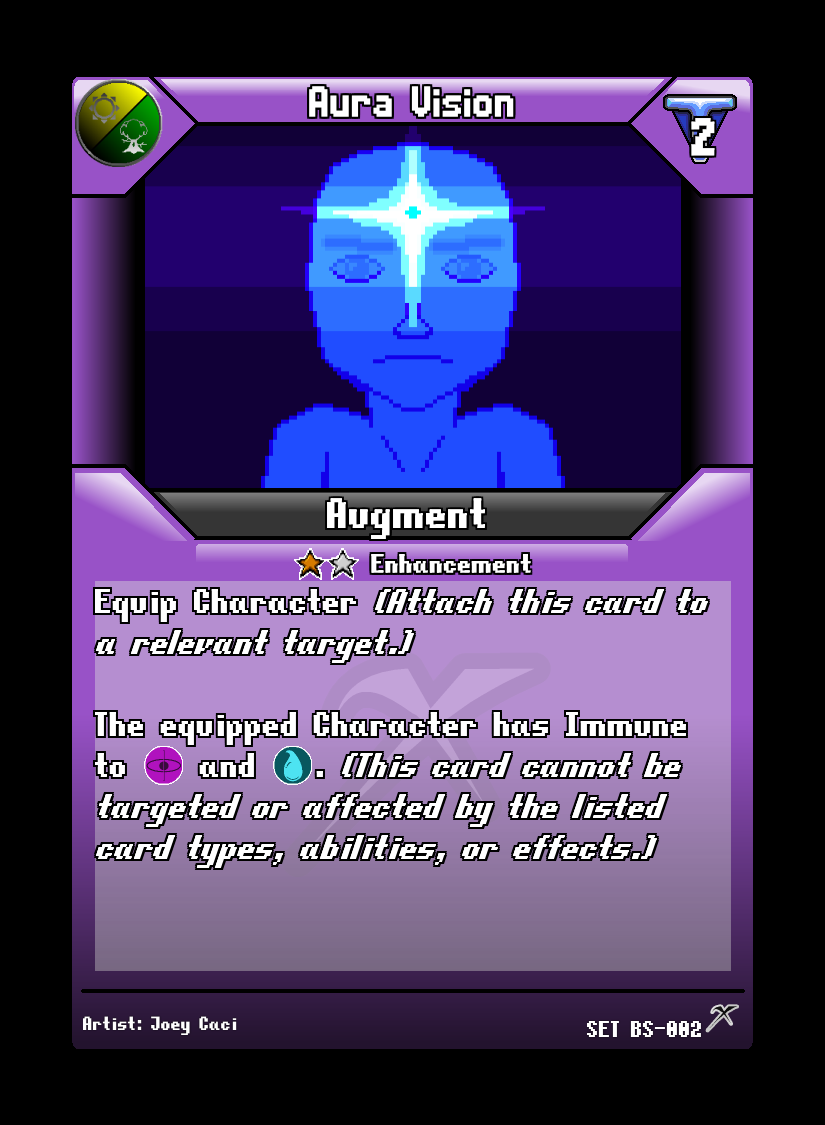 Aura Vision
2
Augment
Enhancement
Equip Character (Attach this card to
a relevant target.)
The equipped Character has Immune
to and . (This card cannot be
targeted or affected by the listed
card types, abilities, or effects.)
Artist: Joey Caci
SET BS-002